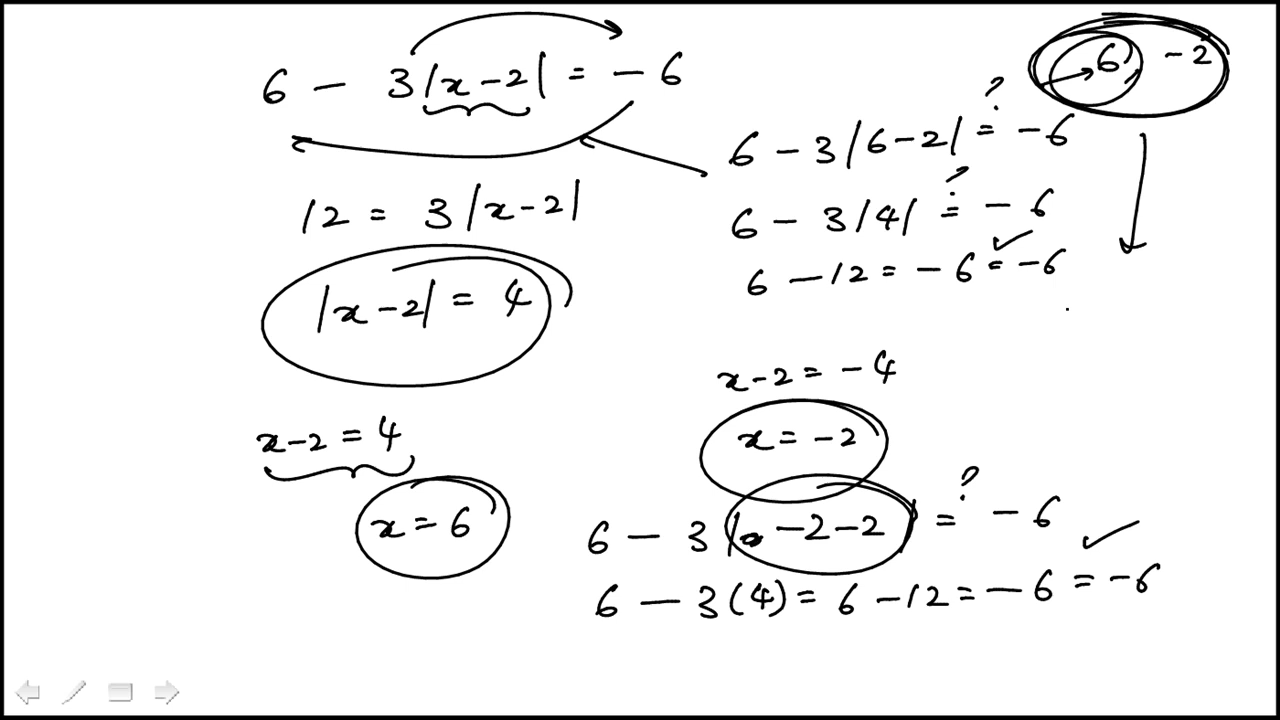 6 - 3|x-2| = -6
6 -2
6 - 3|6-2| ?= -6
12 = 3|x-2|
6 - 3|4| ?= -6
6 - 12 = -6 = -6 ✓
|x-2| = 4
x-2 = 4
x = 6
x-2 = -4
x = -2
6 - 3|-2-2| ?= -6
6 - 3(4) = 6 - 12 = -6 = -6 ✓